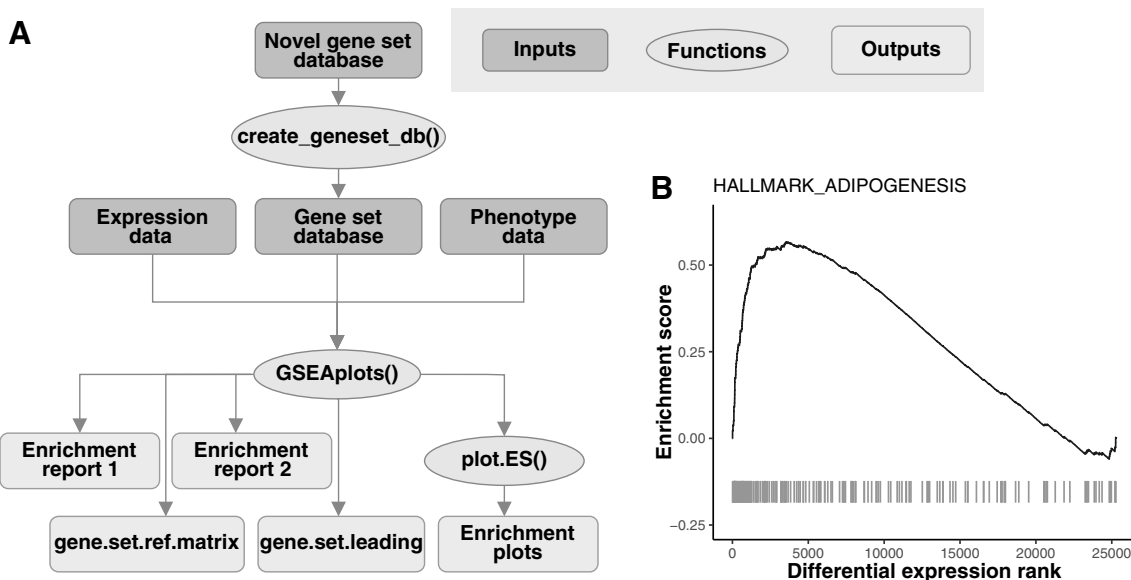 A
Novel gene set
database
Inputs
Functions
Outputs
create_geneset_db()
Expression
data
Gene set
database
Phenotype
data
GSEAplots()
Enrichment
report 1
Enrichment
report 2
plot.ES()
gene.set.ref.matrix
gene.set.leading
Enrichment
plots
B
HALLMARK_ADIPOGENESIS
Enrichment score
0.50
0.25
0.00
−0.25
0
5000
10000
15000
20000
25000
Differential expression rank